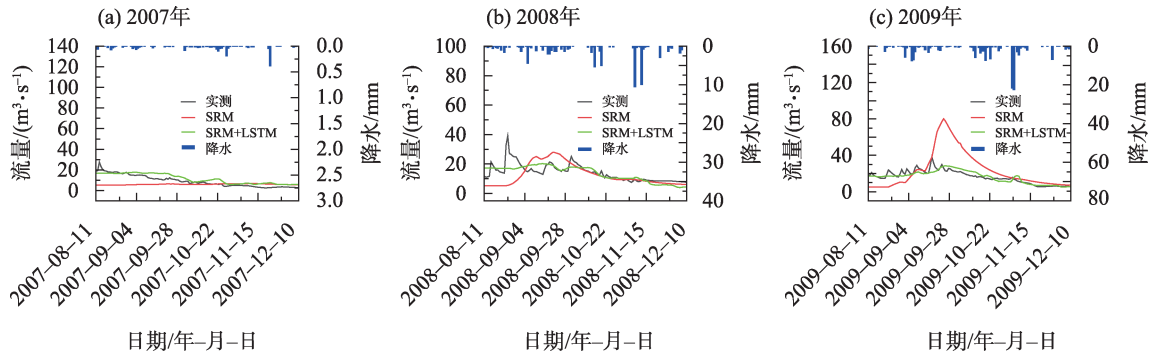 (a) 2007年
140
120
100
80
60
40
20
0
流量/(m³•s⁻¹)
0.0
0.5
1.0
1.5
2.0
2.5
3.0
降水/mm
实测
SRM
SRM+LSTM
降水
2007–08–11
2007–09–04
2007–09–28
2007–10–22
2007–11–15
2007–12–10
日期/年–月–日
(b) 2008年
100
80
60
40
20
0
流量/(m³•s⁻¹)
0
10
20
30
40
降水/mm
实测
SRM
SRM+LSTM
降水
2008–08–11
2008–09–04
2008–09–28
2008–10–22
2008–11–15
2008–12–10
日期/年–月–日
(c) 2009年
160
120
80
40
0
流量/(m³•s⁻¹)
0
20
40
60
80
降水/mm
实测
SRM
SRM+LSTM
降水
2009–08–11
2009–09–04
2009–09–28
2009–10–22
2009–11–15
2009–12–10
日期/年–月–日